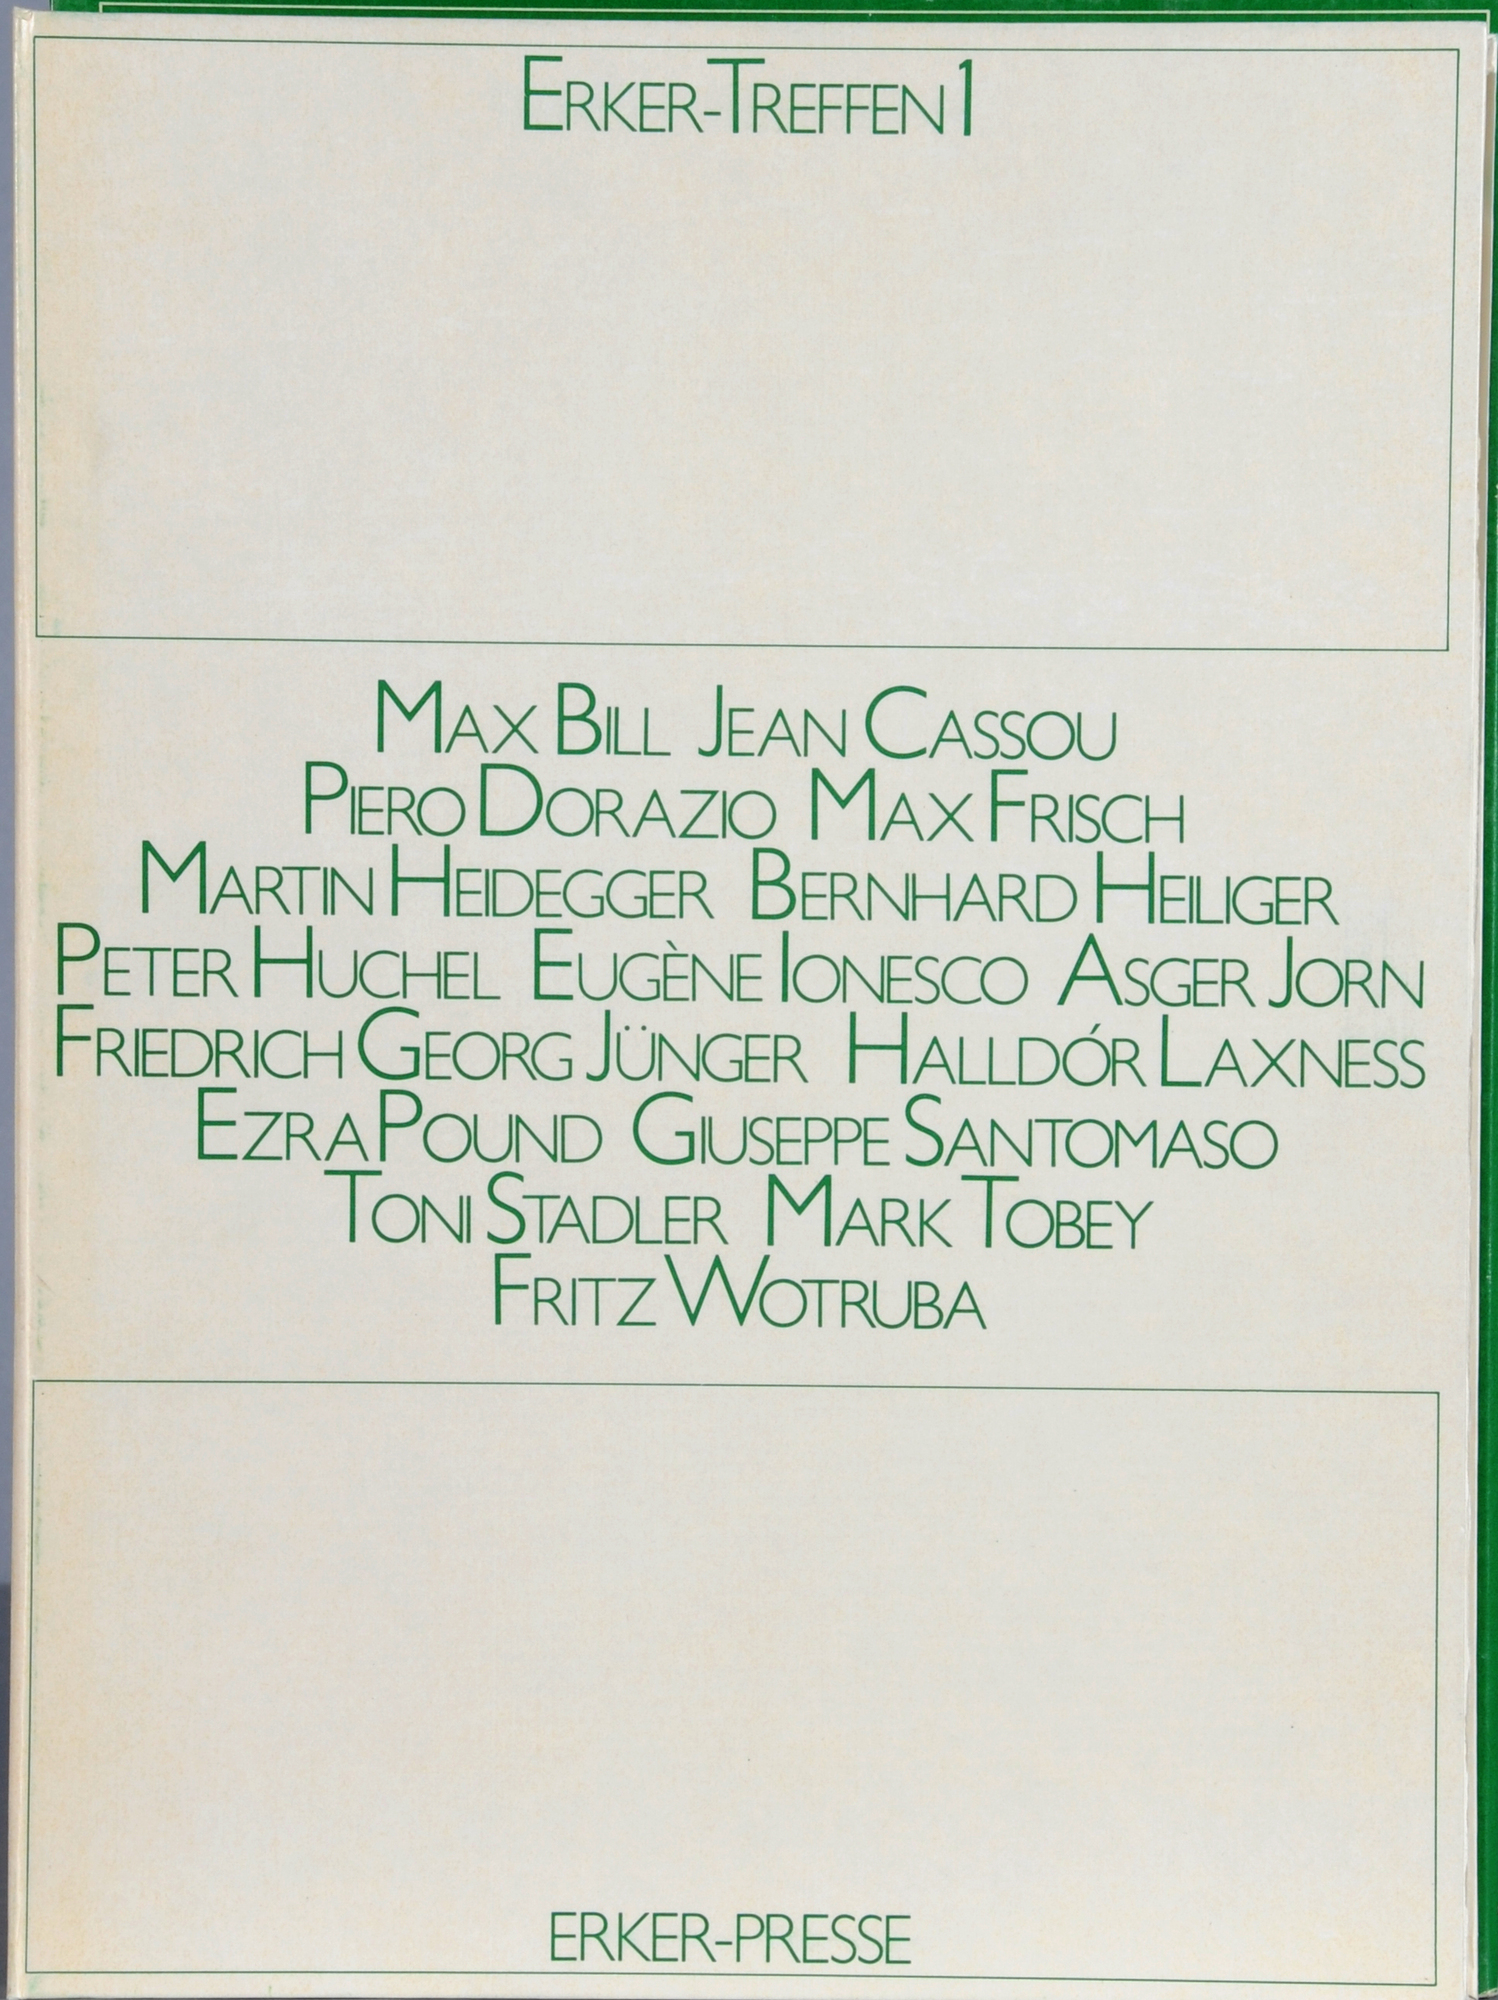 ERKER-TREFFEN 1
MAX BILL JEAN CASSOU
PIERO DORAZIO MAX FRISCH
MARTIN HEIDEGGER BERNHARD HEILIGER
PETER HUCHEL EUGÈNE IONESCO ASGER JORN
FRIEDRICH GEORG JÜNGER HALLDÓR LAXNESS
EZRA POUND GIUSEPPE SANTOMASO
TONI STADLER MARK TOBEY
FRITZ WOTRUBA
ERKER-PRESSE